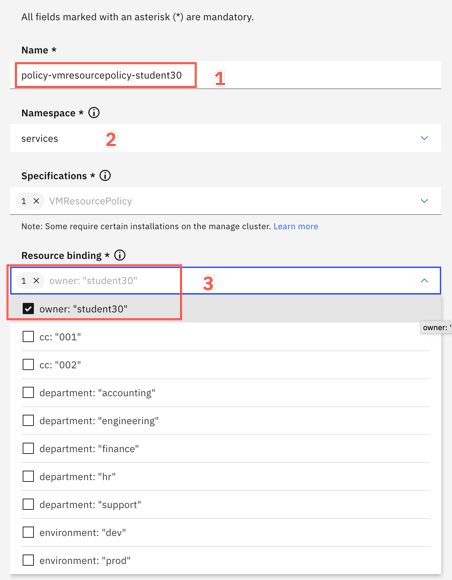 All fields marked with an asterisk (*) are mandatory.
Name *
policy-vmresourcepolicy-student30
1
Namespace *
services
2
Specifications *
1 × VMResourcePolicy
Note: Some require certain installations on the manage cluster. Learn more
Resource binding *
1 × owner: "student30"
3
owner: "student30"
owner: "
cc: "001"
cc: "002"
department: "accounting"
department: "engineering"
department: "finance"
department: "hr"
department: "support"
environment: "dev"
environment: "prod"